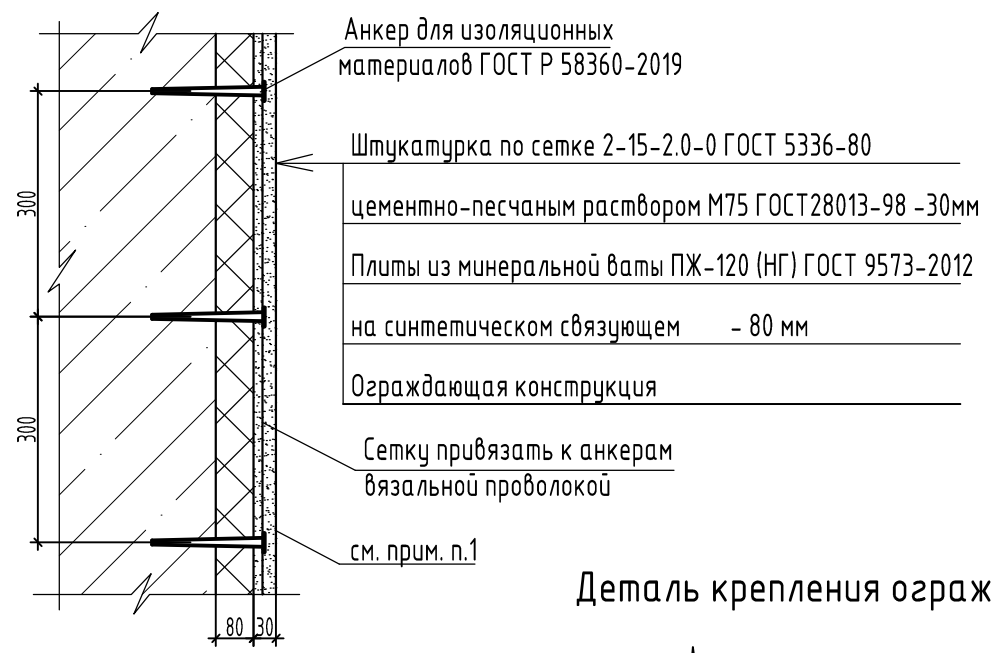 Анкер для изоляционных
материалов ГОСТ Р 58360-2019
Штукатурка по сетке 2-15-2.0-0 ГОСТ 5336-80
цементно-песчаным раствором М75 ГОСТ28013-98 -30мм
Плиты из минеральной ваты ПЖ-120 (НГ) ГОСТ 9573-2012
на синтетическом связующем - 80 мм
Ограждающая конструкция
300
300
Сетку привязать к анкерам
вязальной проволокой
см. прим. п.1
Деталь крепления ограж
80 30